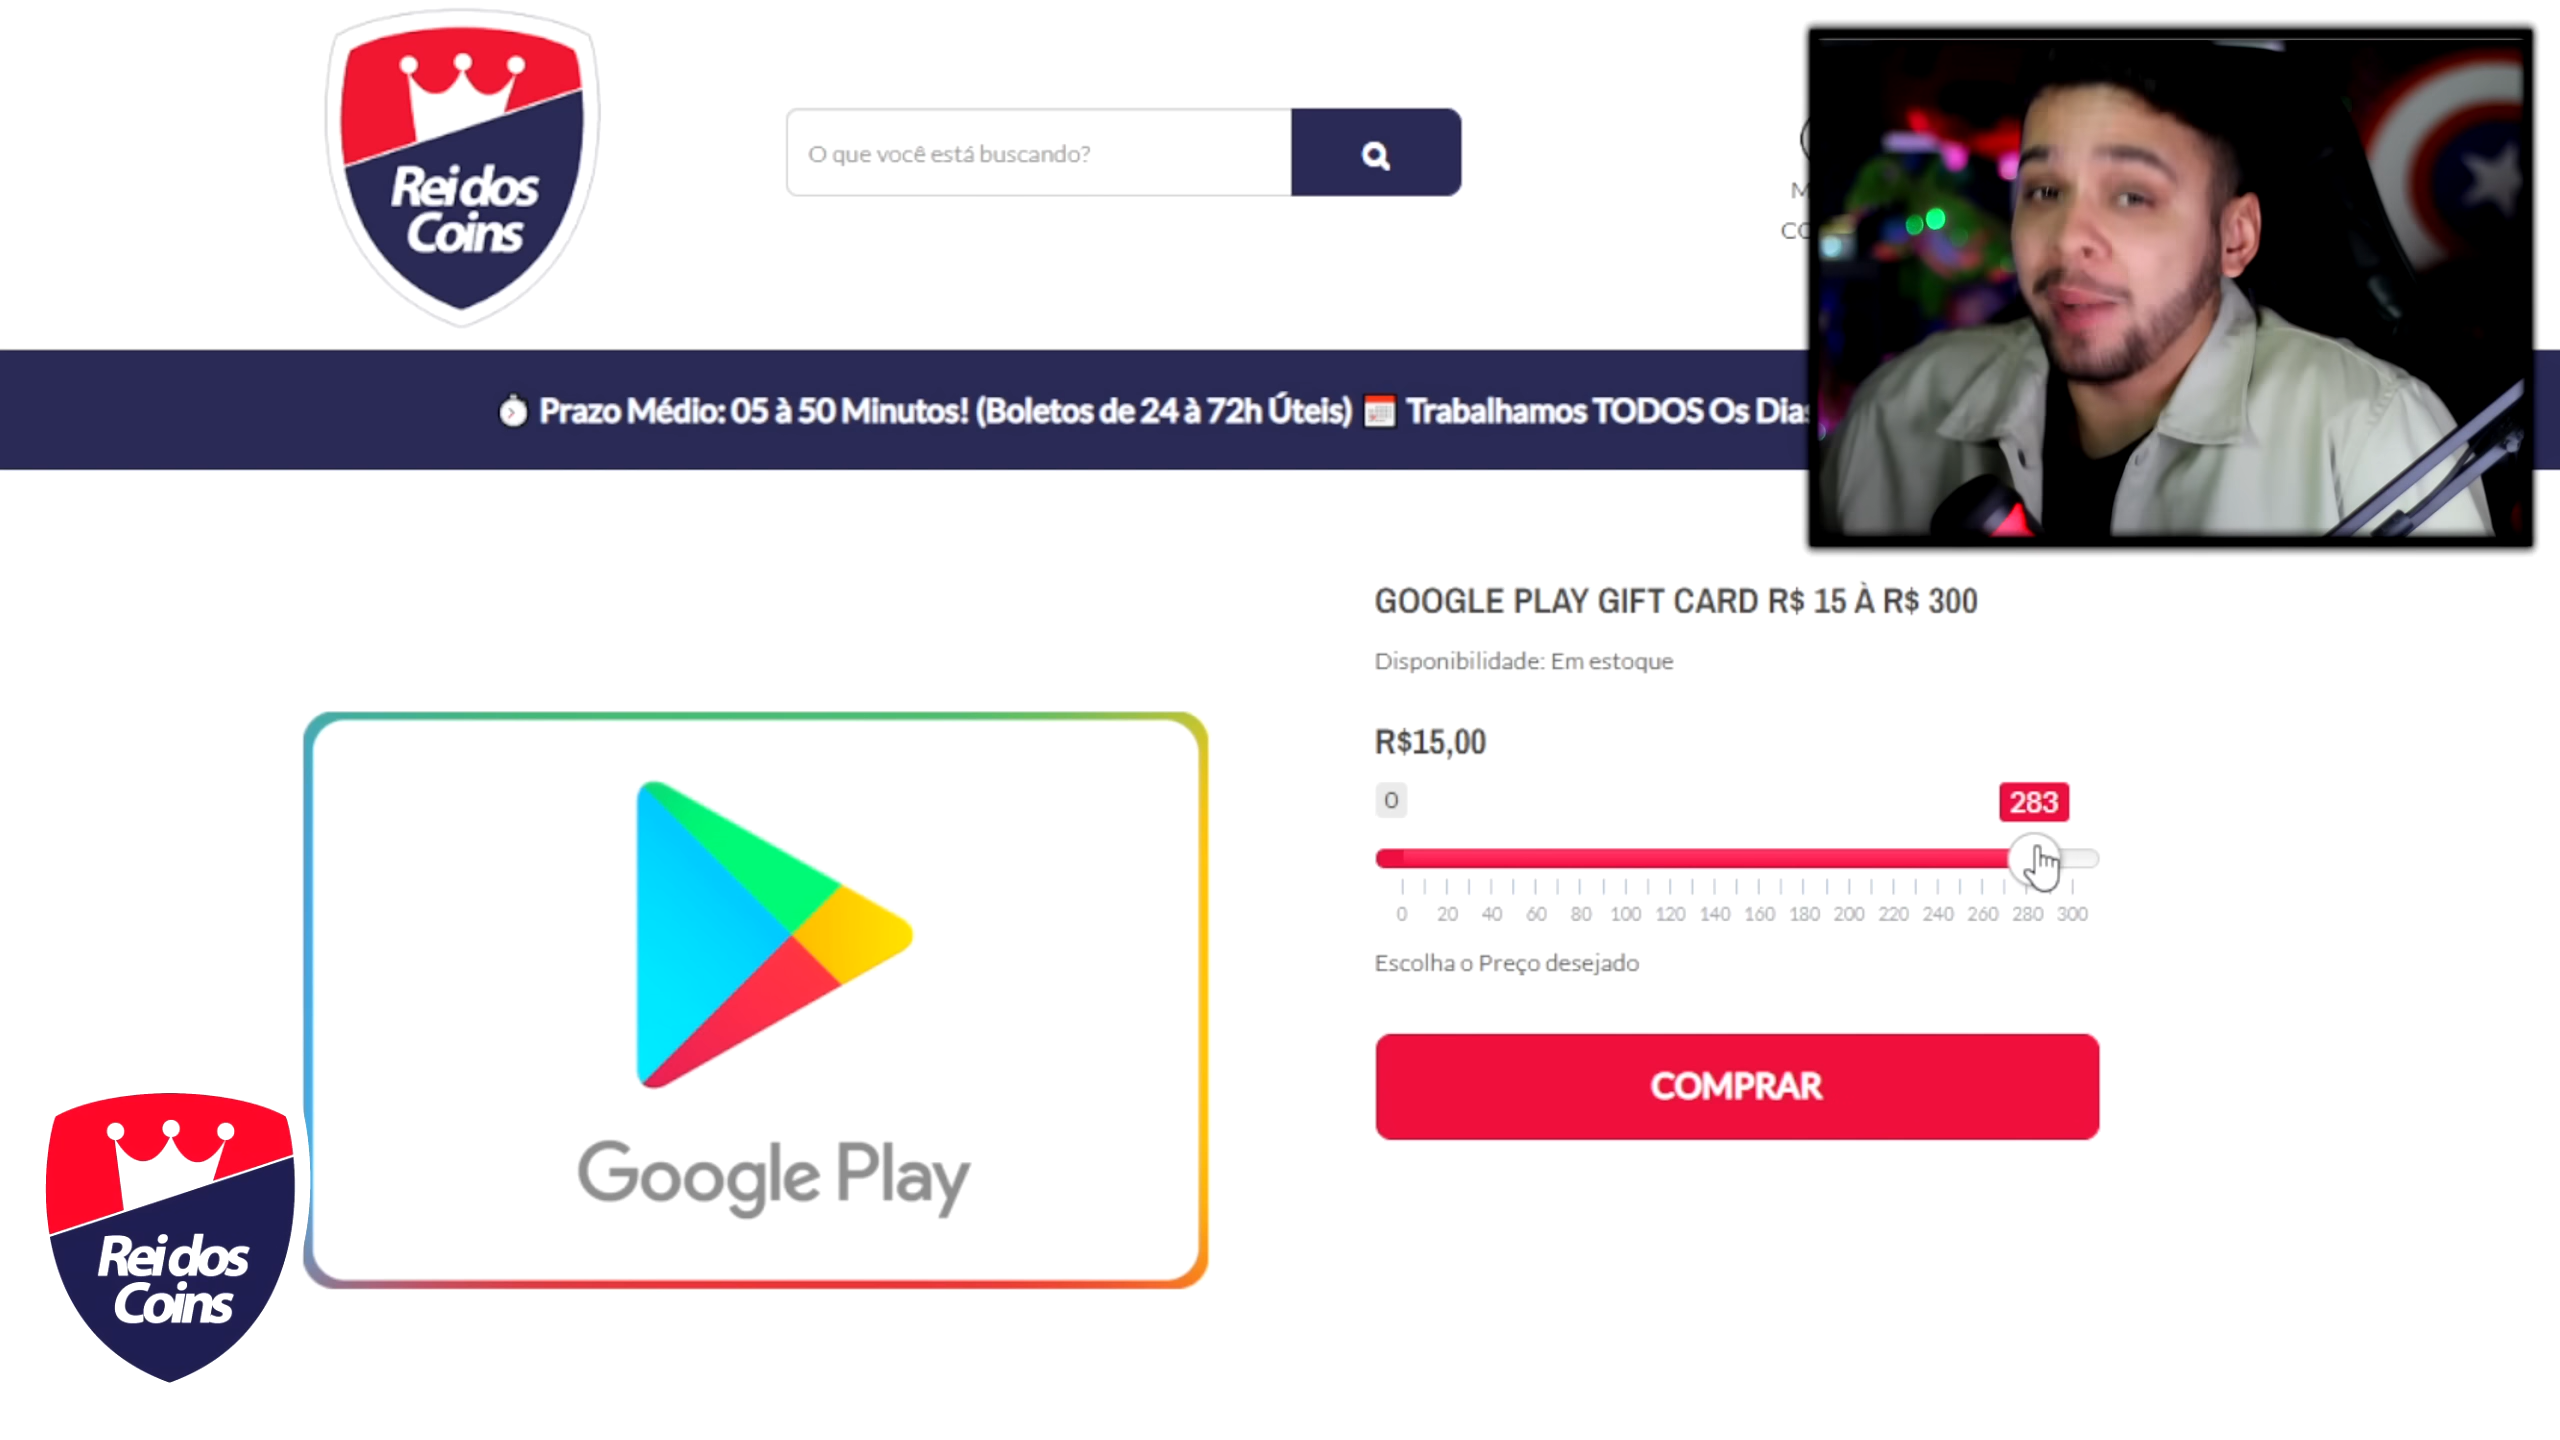 Rei dos
Coins
O que você está buscando?
Prazo Médio: 05 à 50 Minutos! (Boletos de 24 à 72h Úteis) Trabalhamos TODOS Os Dias
GOOGLE PLAY GIFT CARD R$ 15 À R$ 300
Disponibilidade: Em estoque
R$15,00
0
283
0 20 40 60 80 100 120 140 160 180 200 220 240 260 280 300
Escolha o Preço desejado
COMPRAR
Google Play
Rei dos
Coins